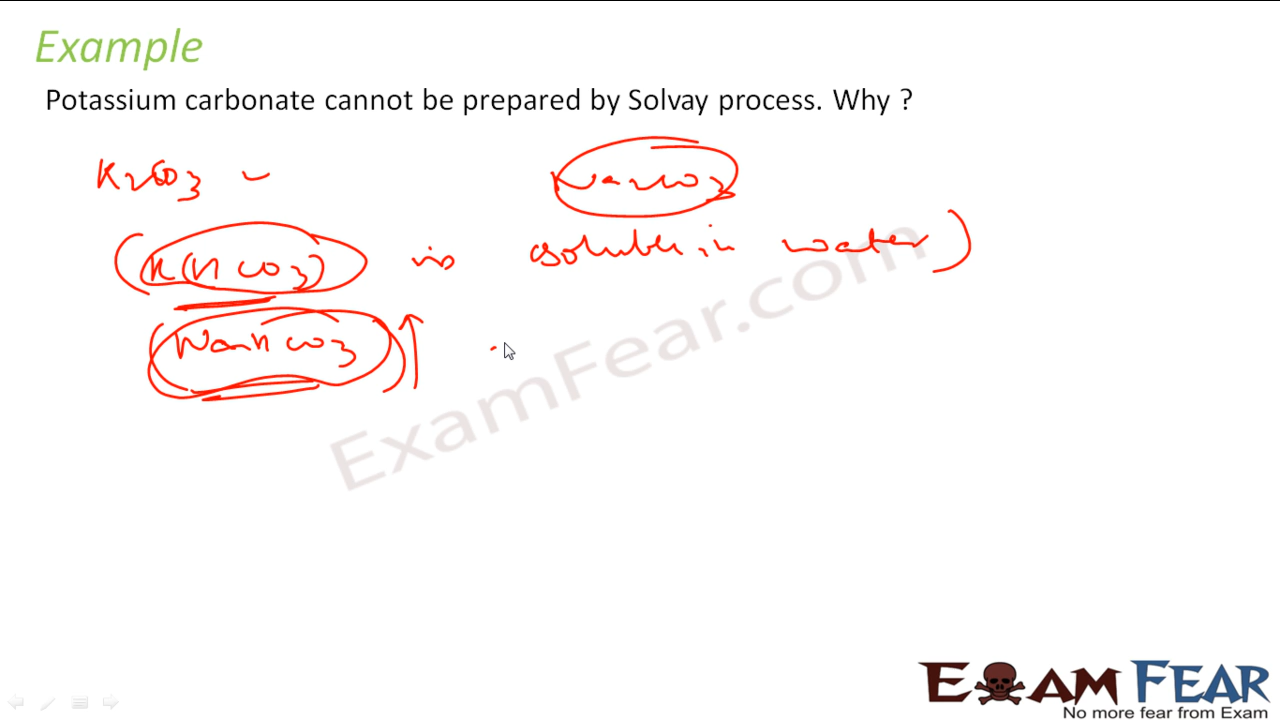 Example
Potassium carbonate cannot be prepared by Solvay process. Why ?
K2CO3 Na2CO3
(KHCO3) is soluble in water)
(NaHCO3)
ExamFear.com
EXAM FEAR
No more fear from Exam